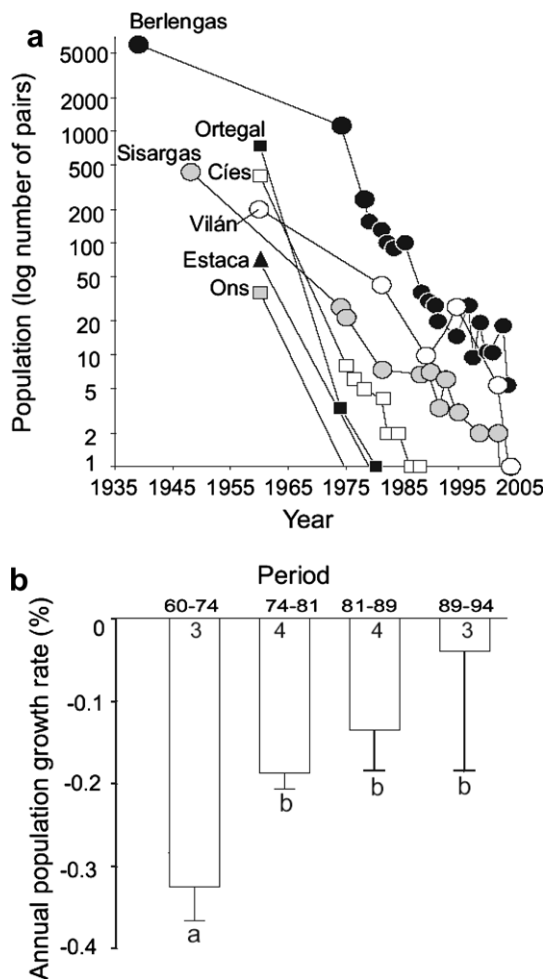 a
Berlengas
5000
2000
1000
500
200
100
50
20
10
5
2
1
Population (log number of pairs)
Ortegal
Sisargas
Cíes
Vilán
Estaca
Ons
1935 1945 1955 1965 1975 1985 1995 2005
Year
b
Period
60-74 74-81 81-89 89-94
0
3 4 4 3
-0.1
-0.2
-0.3
-0.4
Annual population growth rate (%)
b b b
a